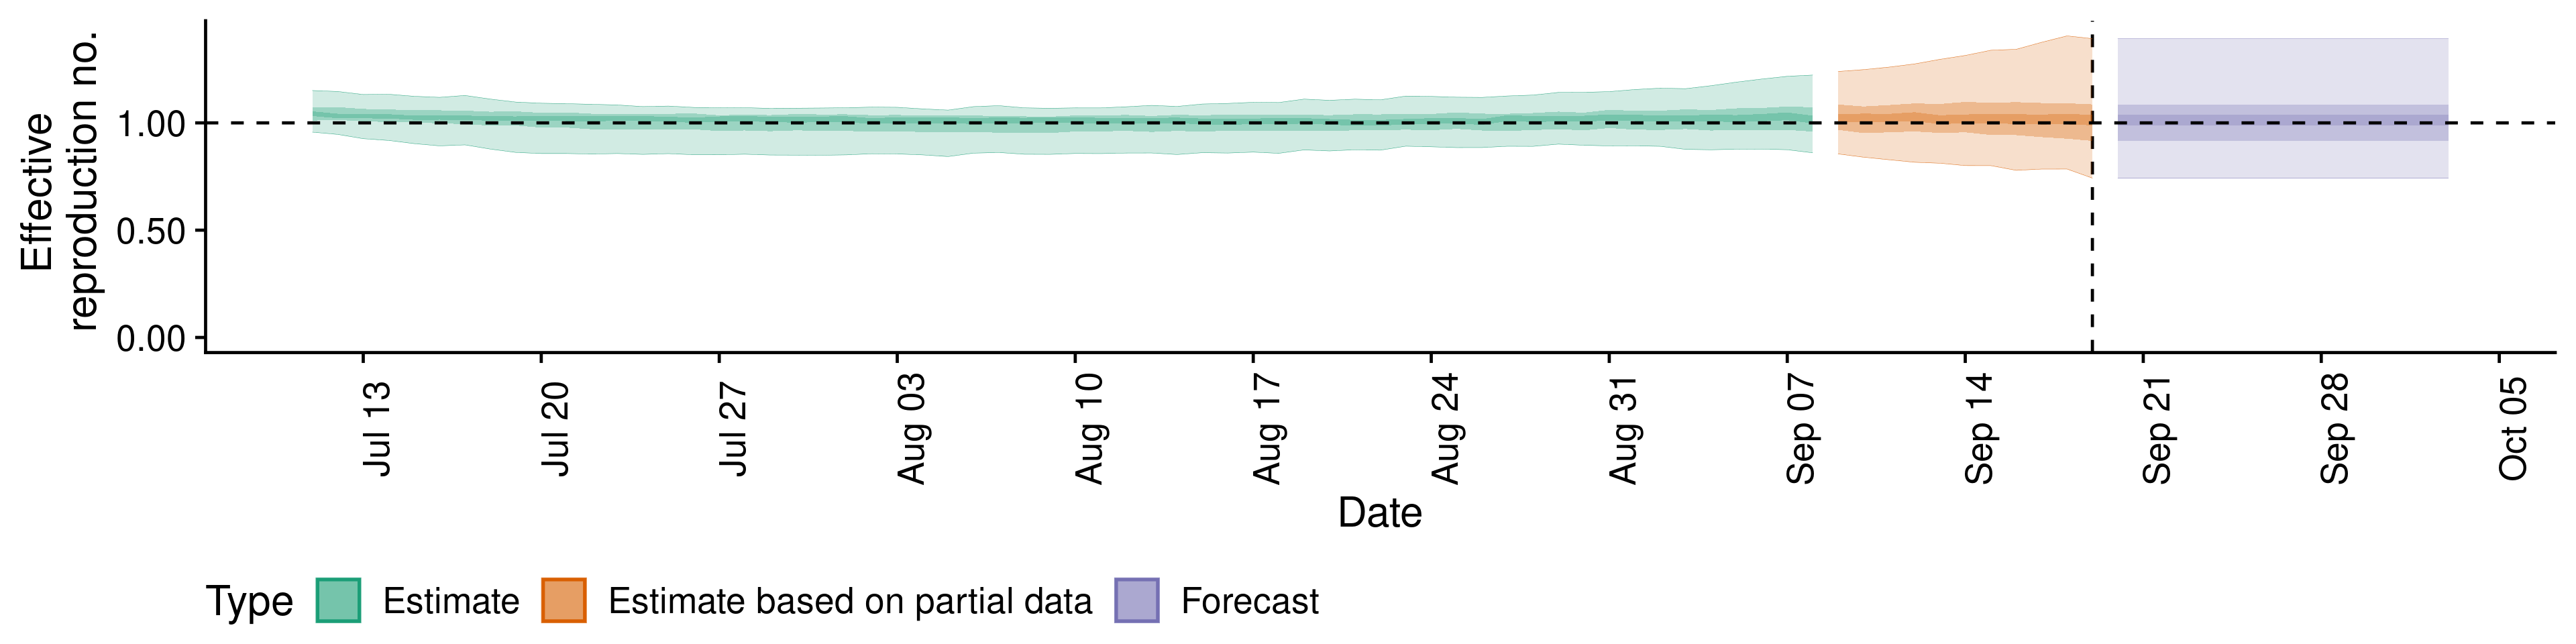 Effective
reproduction no.
1.00
0.50
0.00
Jul 13
Jul 20
Jul 27
Aug 03
Aug 10
Aug 17
Aug 24
Aug 31
Sep 07
Sep 14
Sep 21
Sep 28
Oct 05
Date
Type Estimate Estimate based on partial data Forecast